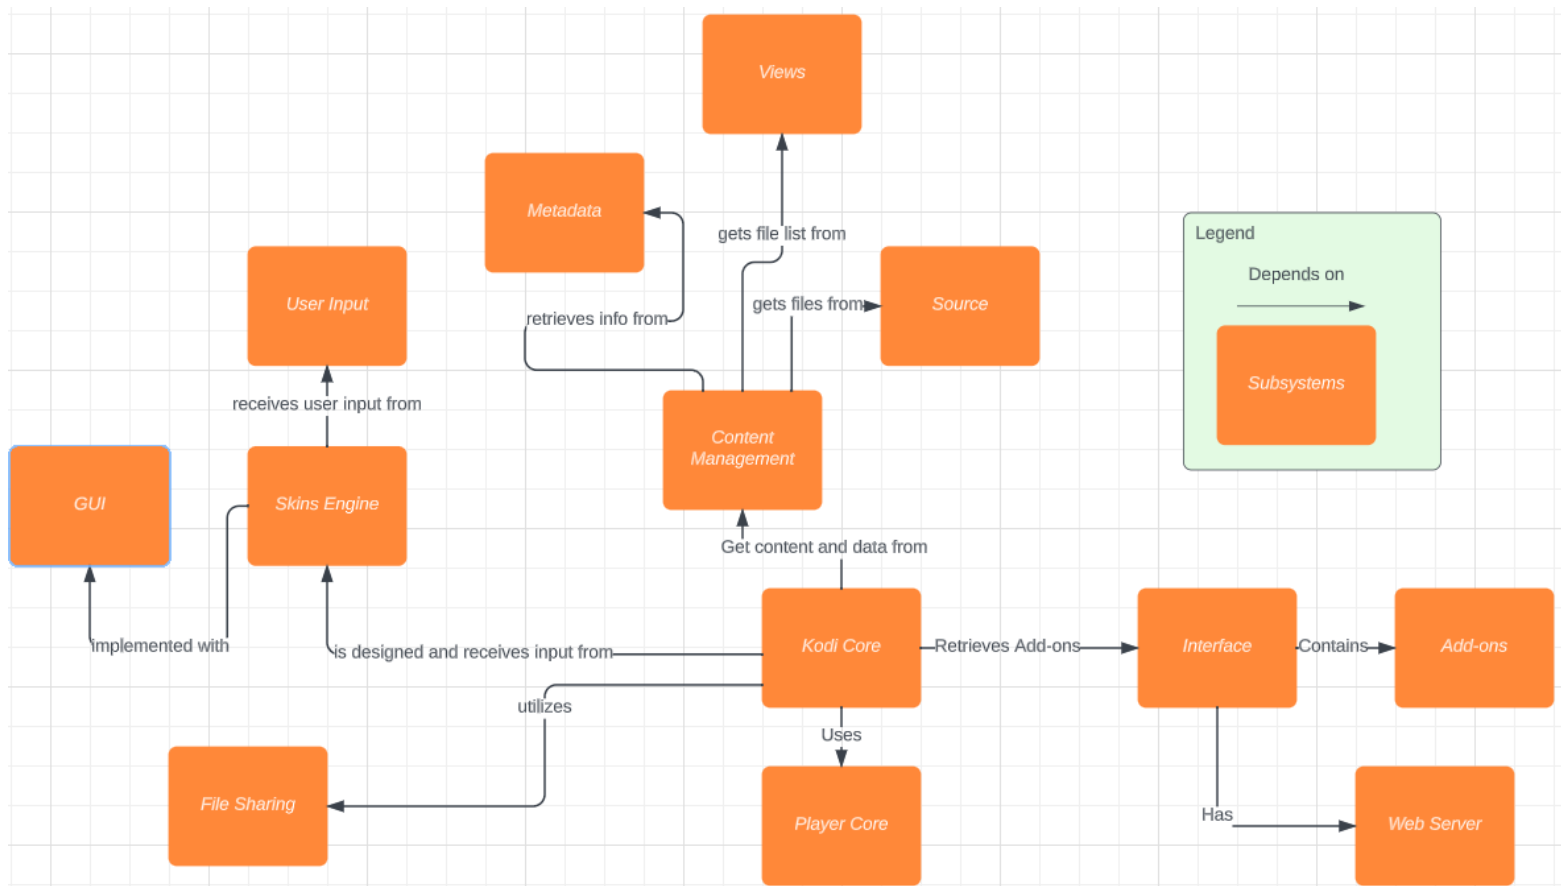 Views
Metadata
gets file list from
Legend
Depends on
User Input
gets files from
Source
retrieves info from
Subsystems
receives user input from
Content
Management
GUI
Skins Engine
Get content and data from
implemented with
is designed and receives input from
Kodi Core
Retrieves Add-ons
Interface
Contains
Add-ons
utilizes
Uses
File Sharing
Player Core
Has
Web Server